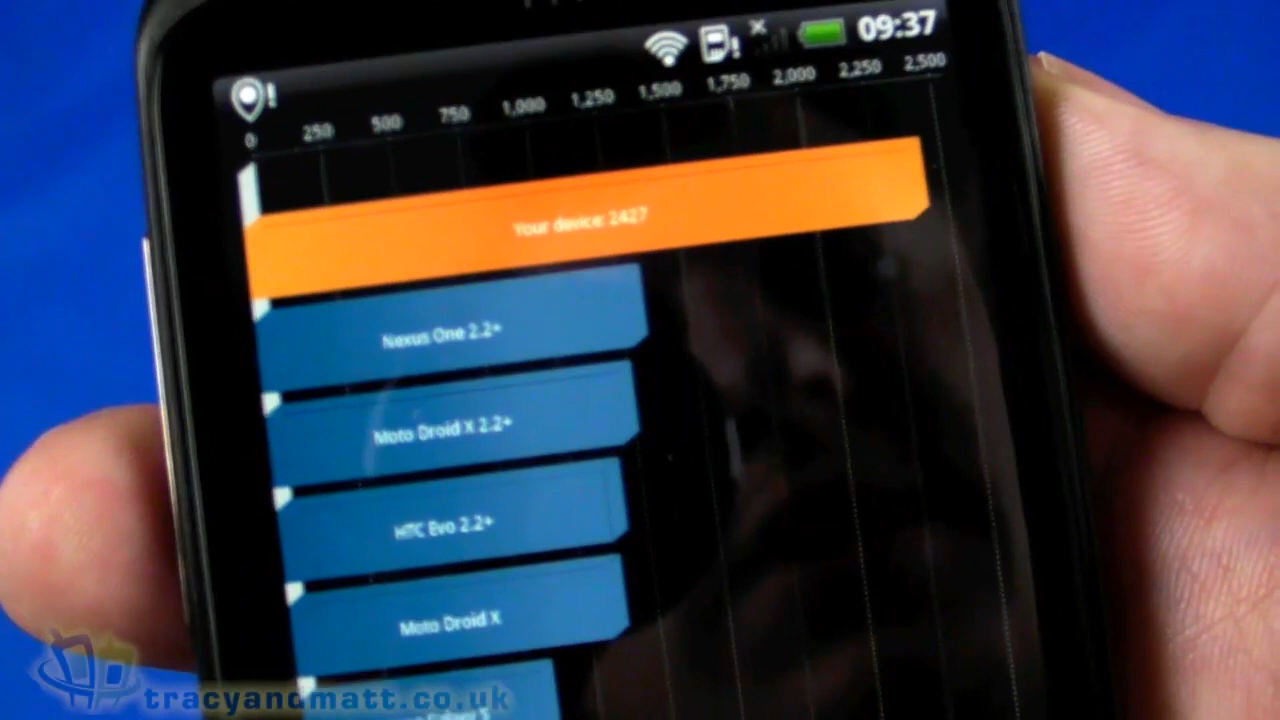 09:37
0 250 500 750 1,000 1,250 1,500 1,750 2,000 2,250 2,500
Your device: 2427
Nexus One 2.2+
Moto Droid X 2.2+
HTC Evo 2.2+
Moto Droid X
Galaxy S
tracyandmatt.co.uk